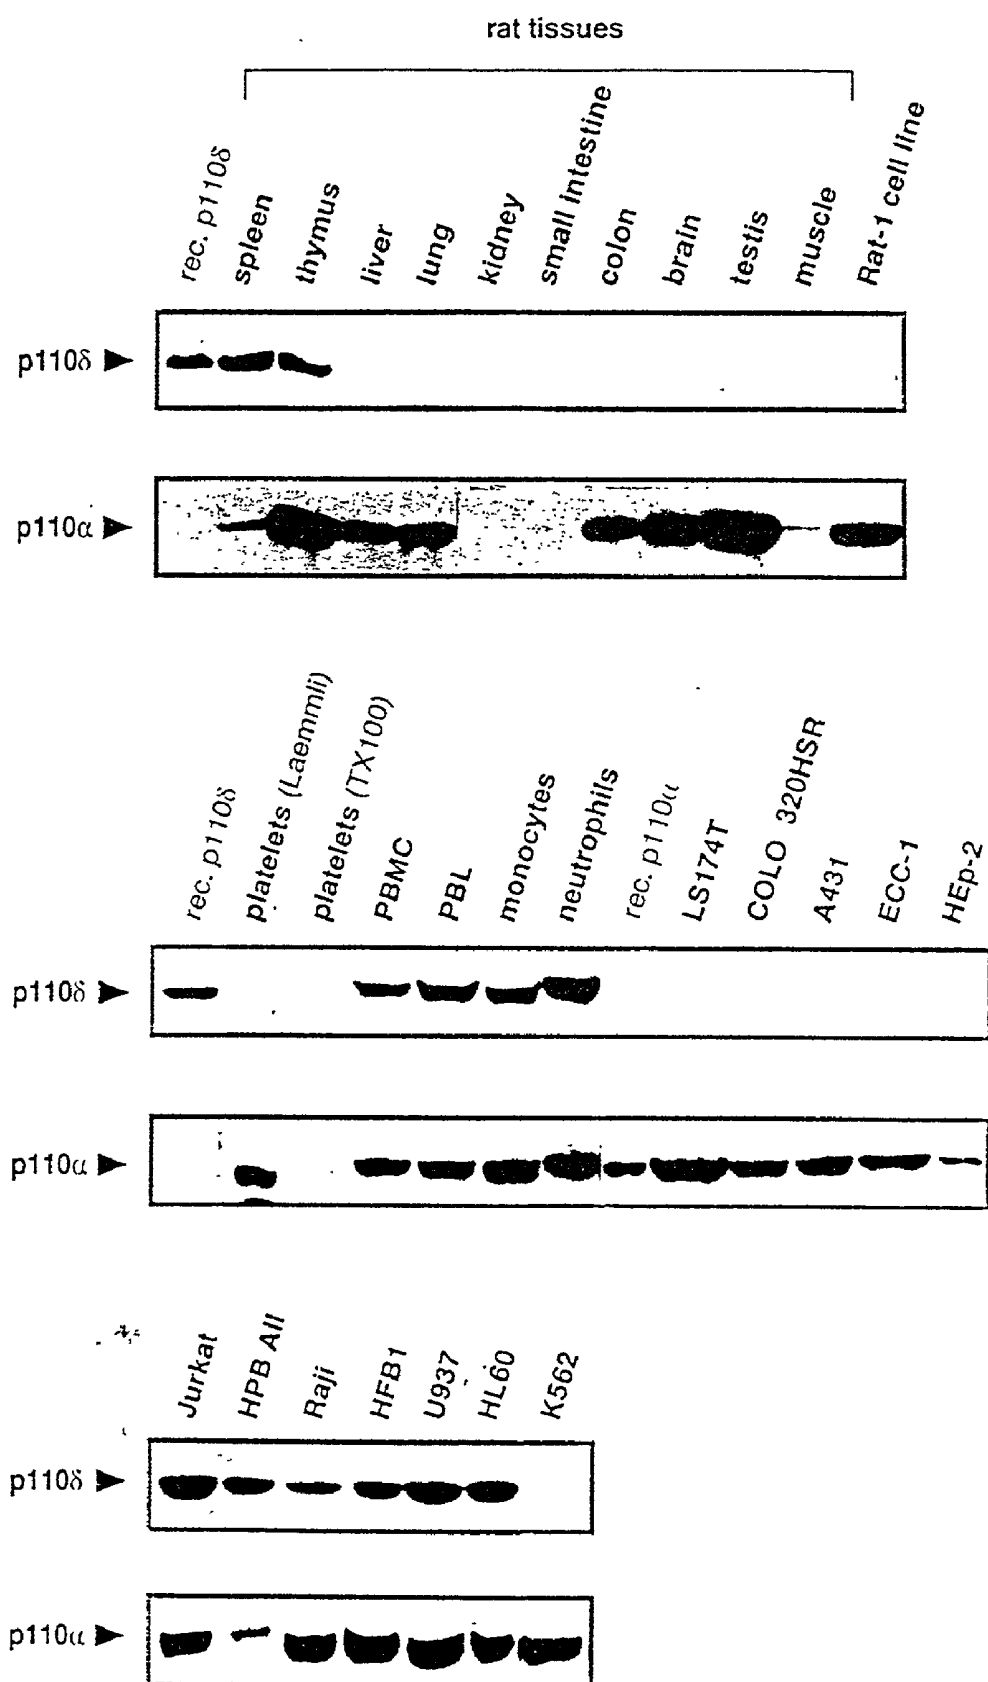 rat tissues
rec. p110δ
spleen
thymus
liver
lung
kidney
small intestine
colon
brain
testis
muscle
Rat-1 cell line
p110δ
p110α
rec. p110δ
platelets (Laemmli)
platelets (TX100)
PBMC
PBL
monocytes
neutrophils
rec. p110α
LS174T
COLO 320HSR
A431
ECC-1
HEp-2
p110δ
p110α
Jurkat
HPB All
Raji
HFB1
U937
HL60
K562
p110δ
p110α